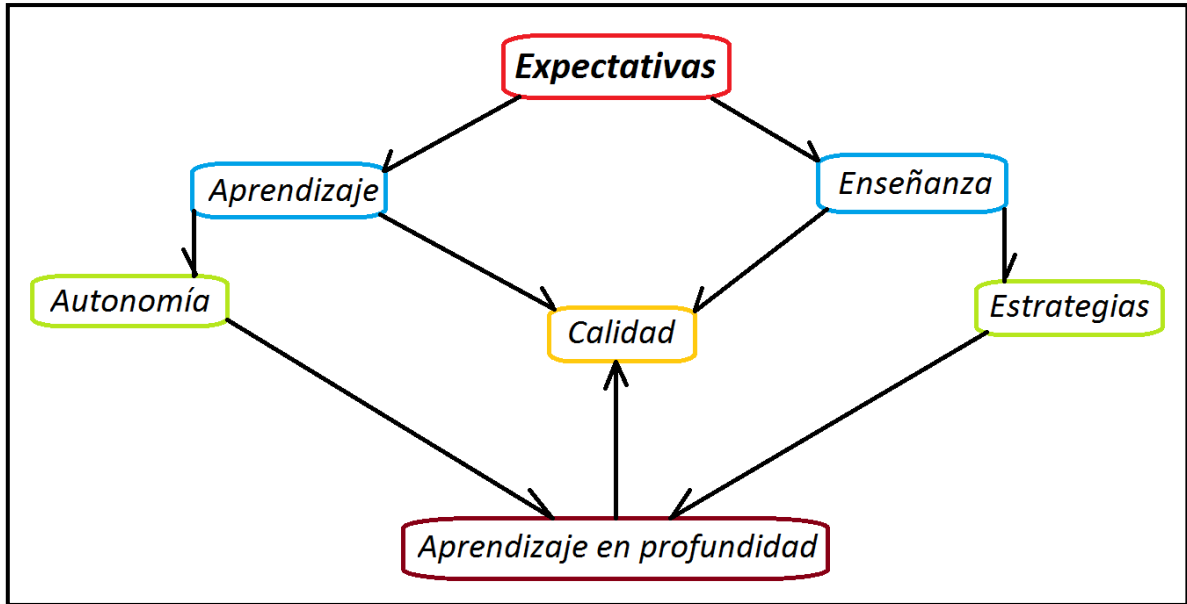 Expectativas
Aprendizaje
Enseñanza
Autonomía
Calidad
Estrategias
Aprendizaje en profundidad